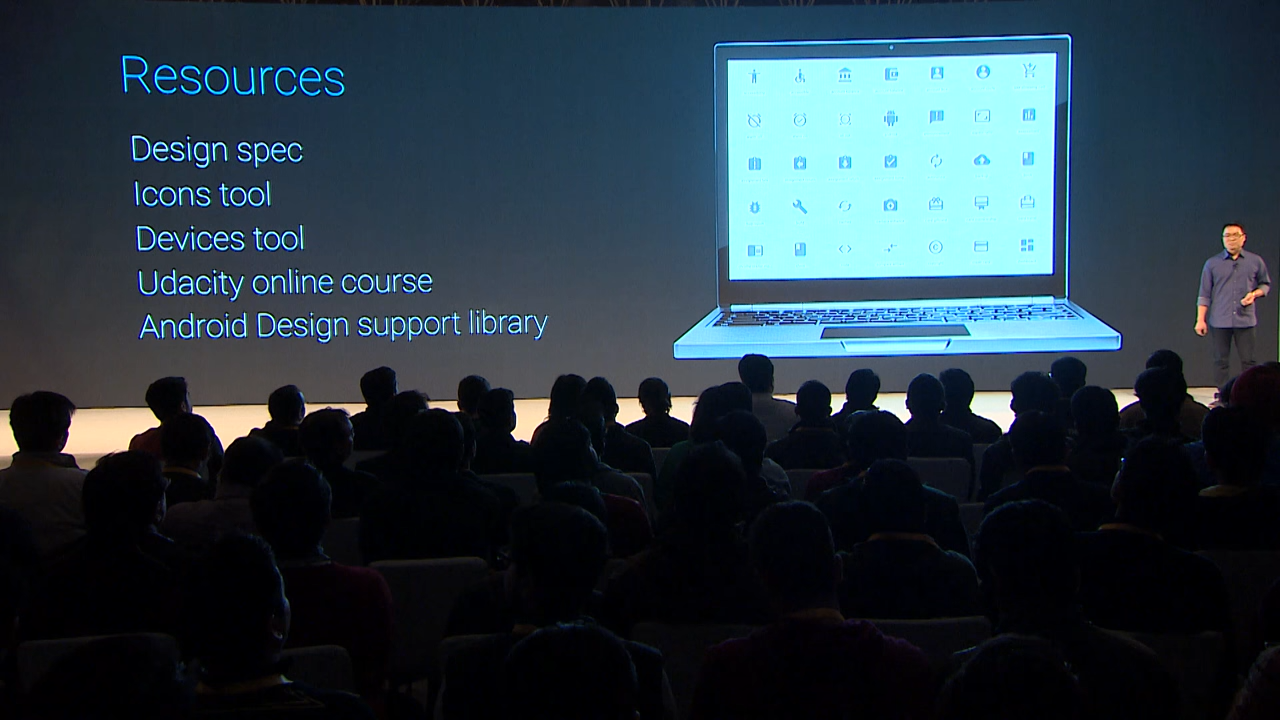 Resources
Design spec
Icons tool
Devices tool
Udacity online course
Android Design support library